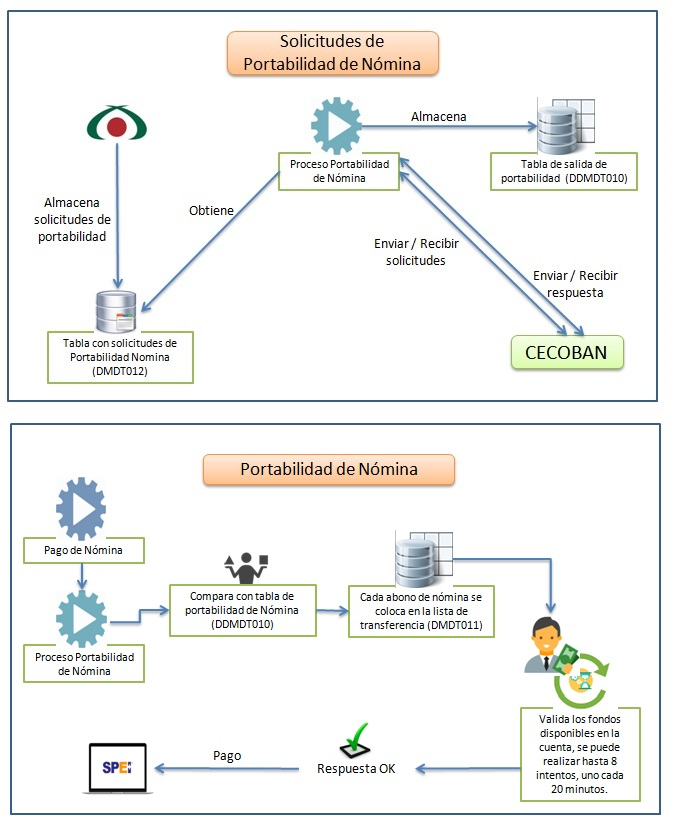 Solicitudes de
Portabilidad de Nómina
Almacena
Proceso Portabilidad
de Nómina
Tabla de salida de
portabilidad (DDMDT010)
Almacena
solicitudes de
portabilidad
Obtiene
Enviar / Recibir
solicitudes
Enviar / Recibir
respuesta
Tabla con solicitudes de
Portabilidad Nomina
(DMDT012)
CECOBAN
Portabilidad de Nómina
Pago de Nómina
Proceso Portabilidad
de Nómina
Compara con tabla de
portabilidad de Nómina
(DDMDT010)
Cada abono de nómina se
coloca en la lista de
transferencia (DMDT011)
Valida los fondos
disponibles en la
cuenta, se puede
realizar hasta 8
intentos, uno cada
20 minutos.
Respuesta OK
Pago
SPEI